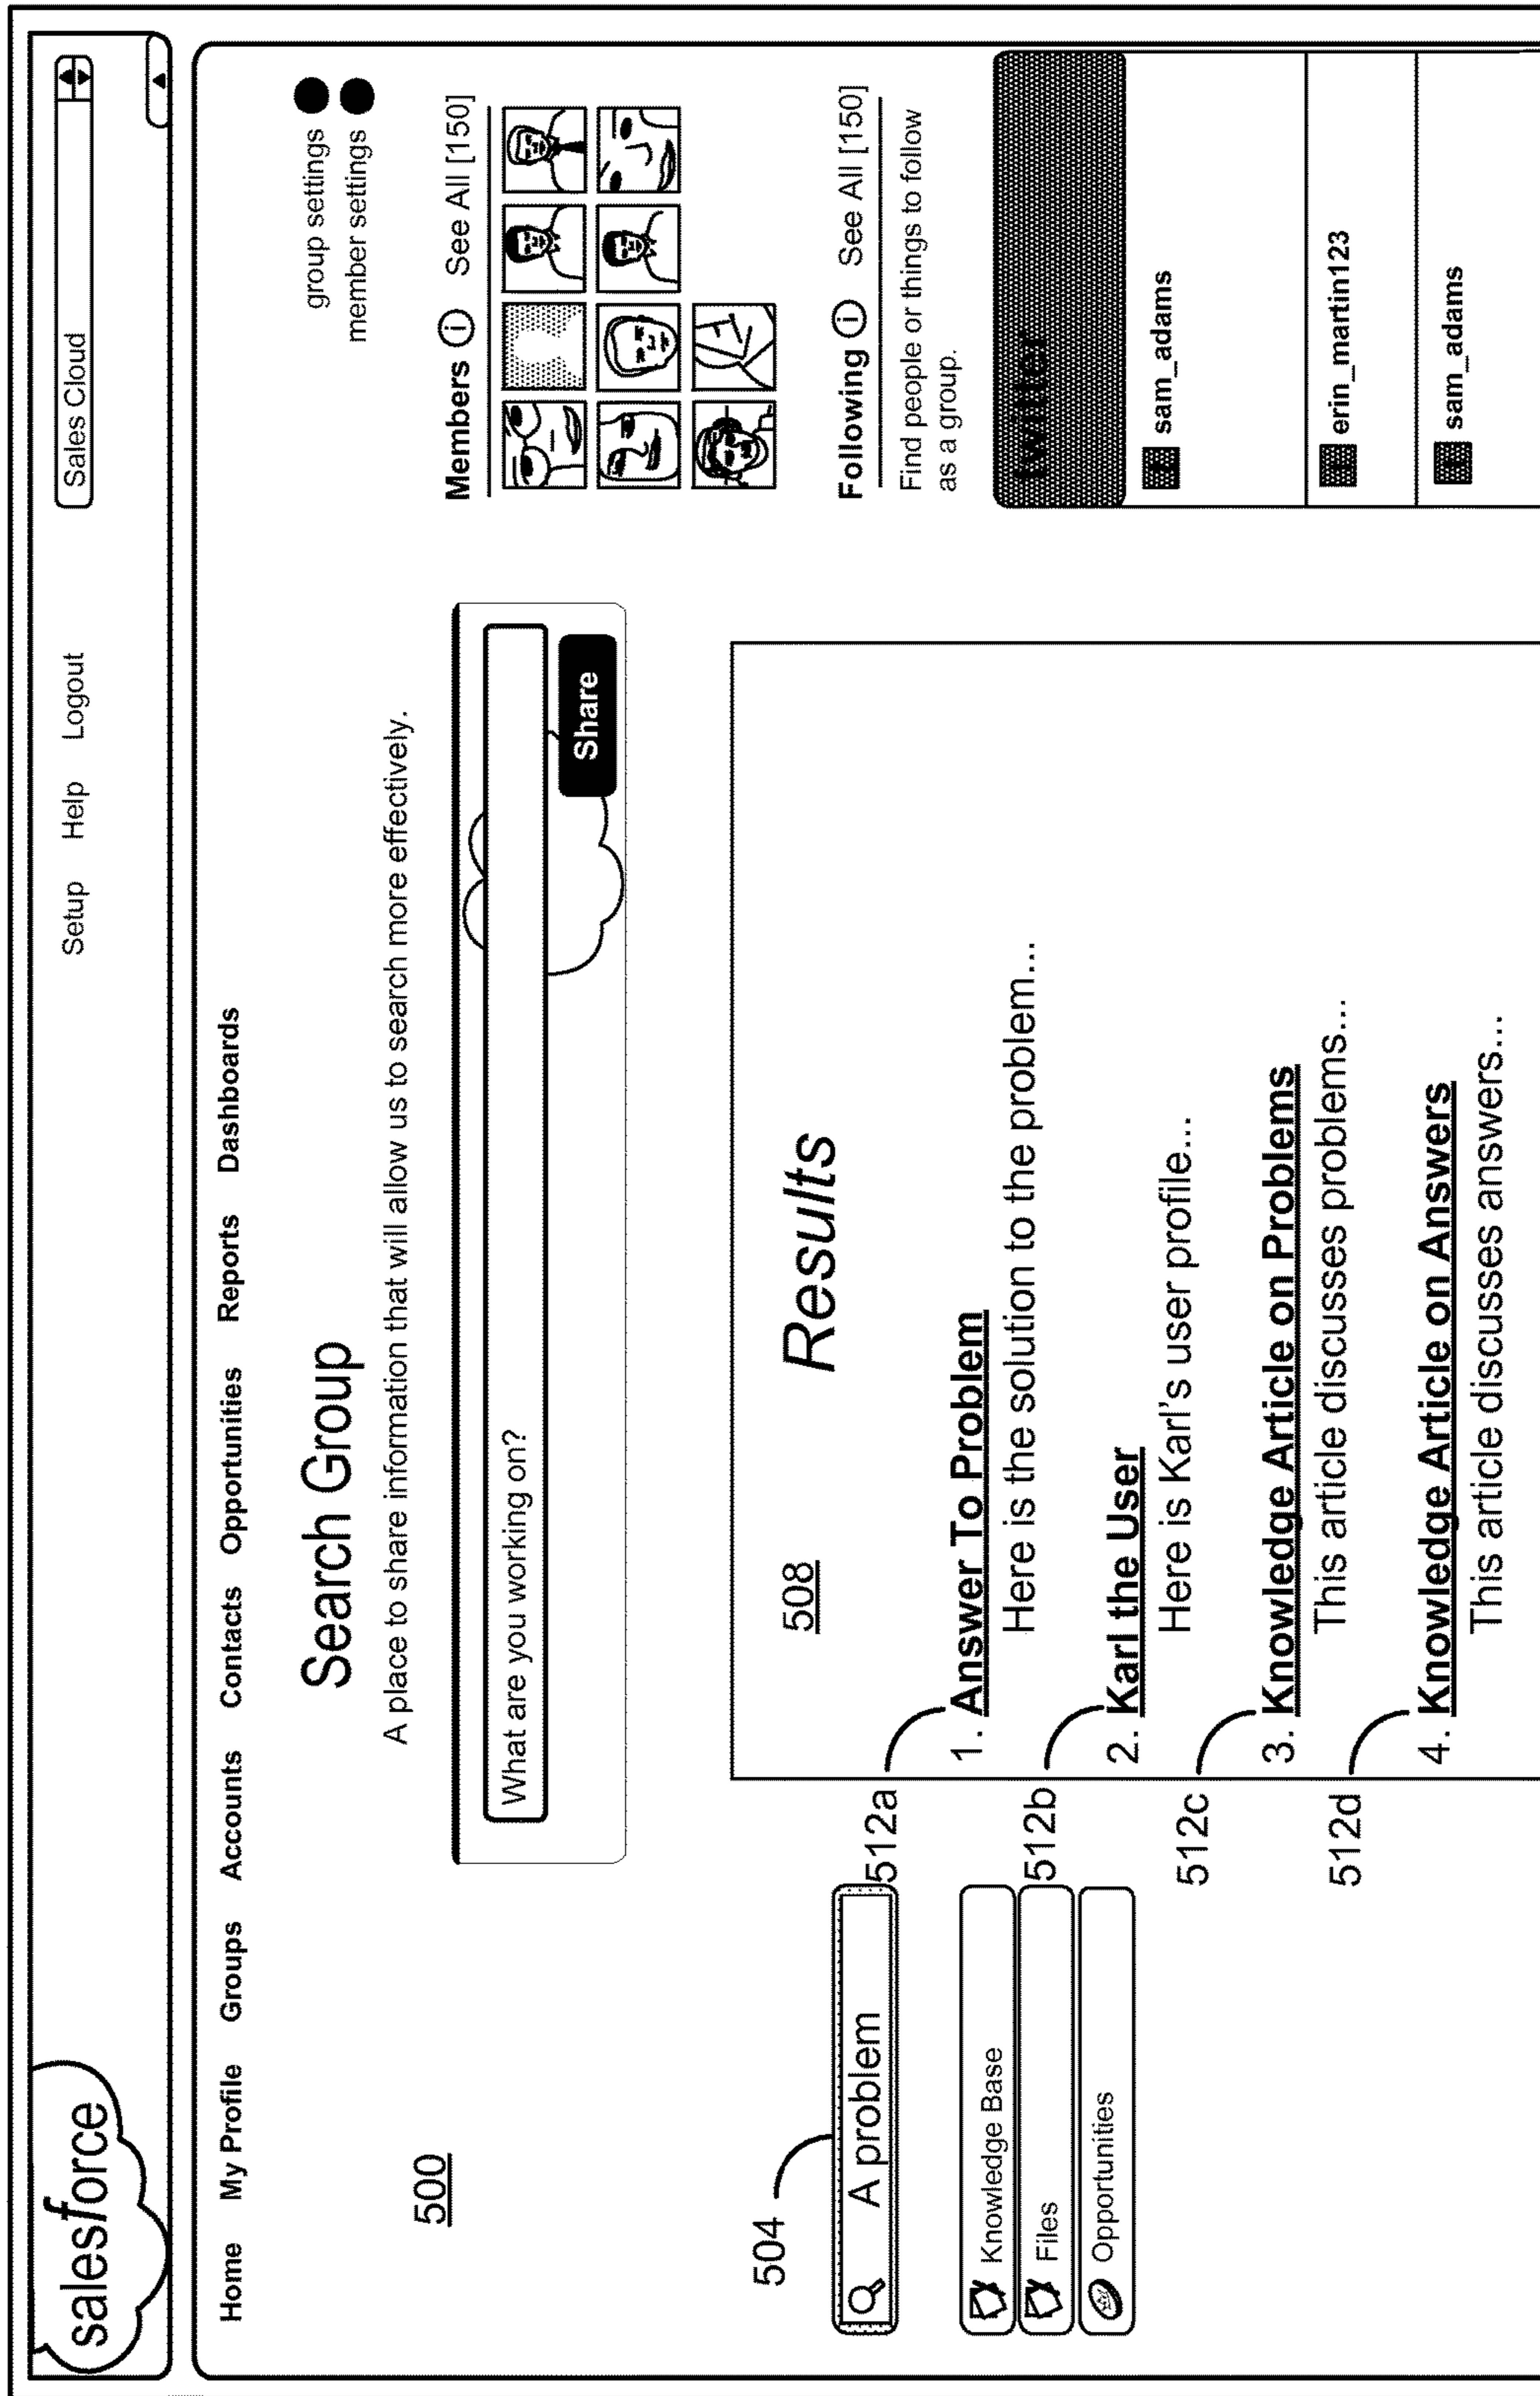 salesforce
Setup Help Logout
Sales Cloud
Home My Profile Groups Accounts Contacts Opportunities Reports Dashboards
500
Search Group
A place to share information that will allow us to search more effectively.
What are you working on?
Share
group settings
member settings
Members i See All [150]
Following i See All [150]
Find people or things to follow
as a group.
twitter
t sam_adams
t erin_martin123
t sam_adams
504
A problem
Knowledge Base
Files
Opportunities
508
Results
512a
1. Answer To Problem
Here is the solution to the problem...
512b
2. Karl the User
Here is Karl's user profile...
512c
3. Knowledge Article on Problems
This article discusses problems...
512d
4. Knowledge Article on Answers
This article discusses answers...